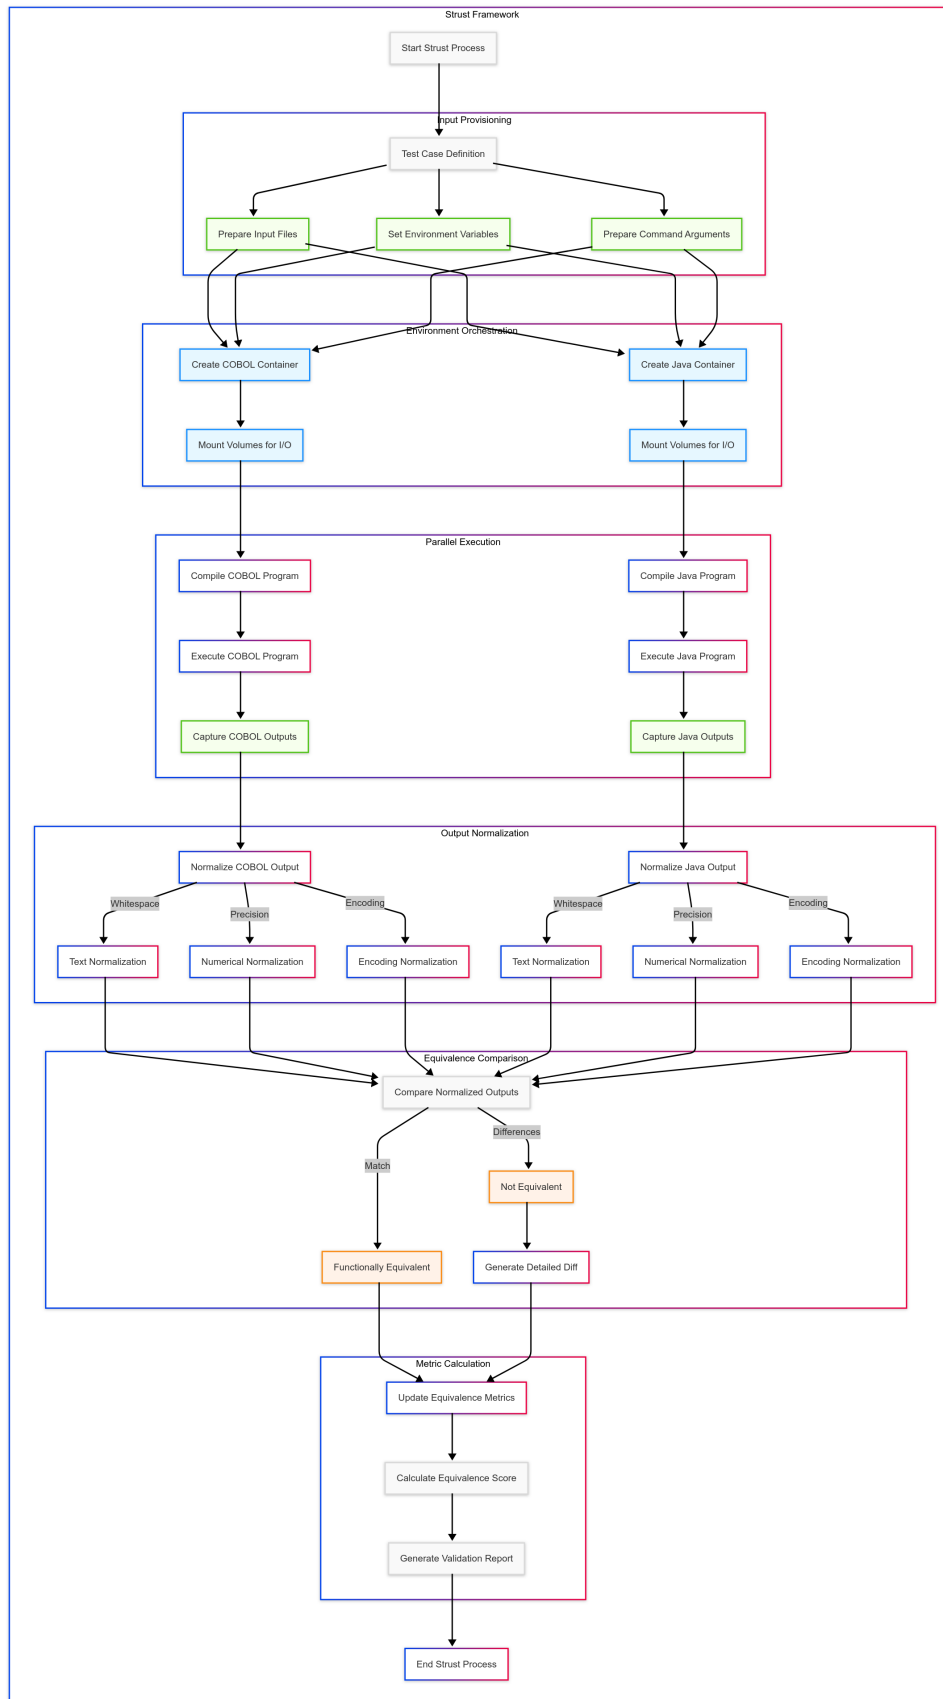 Strust Framework
Start Strust Process
Input Provisioning
Test Case Definition
Prepare Input Files
Set Environment Variables
Prepare Command Arguments
Environment Orchestration
Create COBOL Container
Create Java Container
Mount Volumes for I/O
Mount Volumes for I/O
Parallel Execution
Compile COBOL Program
Compile Java Program
Execute COBOL Program
Execute Java Program
Capture COBOL Outputs
Capture Java Outputs
Output Normalization
Normalize COBOL Output
Normalize Java Output
Whitespace
Precision
Encoding
Whitespace
Precision
Encoding
Text Normalization
Numerical Normalization
Encoding Normalization
Text Normalization
Numerical Normalization
Encoding Normalization
Equivalence Comparison
Compare Normalized Outputs
Differences
Match
Not Equivalent
Functionally Equivalent
Generate Detailed Diff
Metric Calculation
Update Equivalence Metrics
Calculate Equivalence Score
Generate Validation Report
End Strust Process